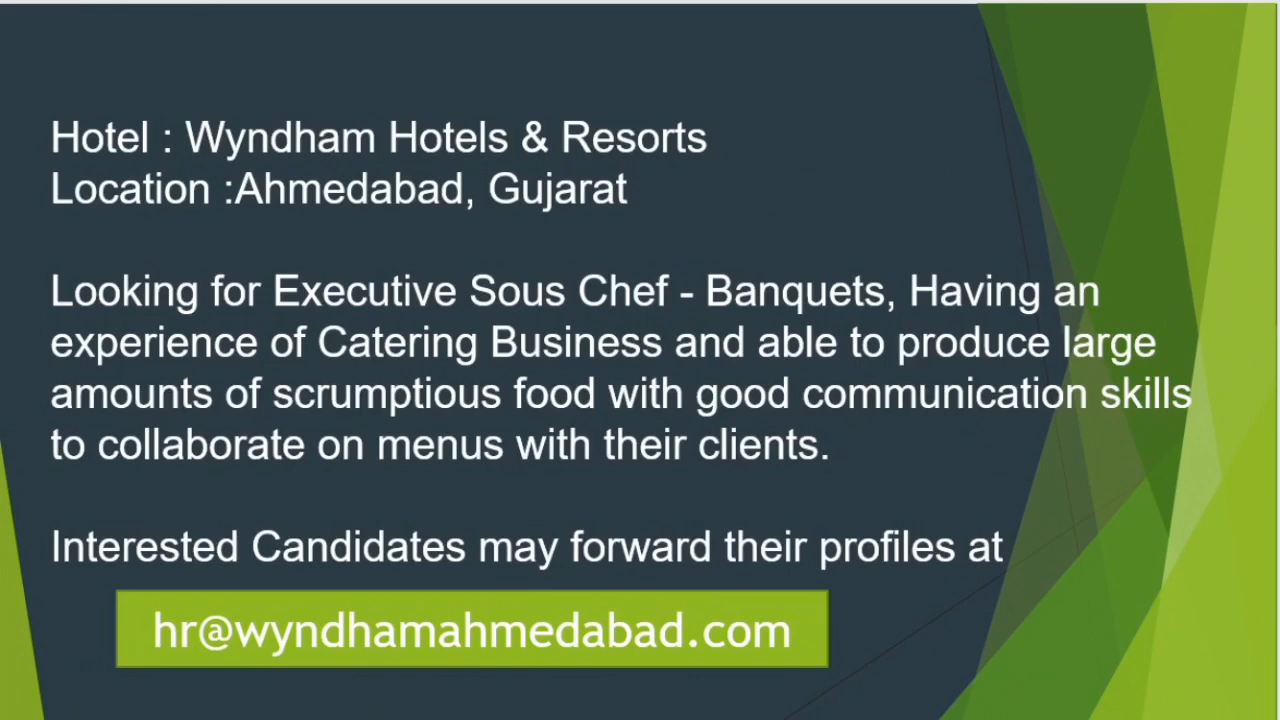 Hotel : Wyndham Hotels & Resorts
Location :Ahmedabad, Gujarat
Looking for Executive Sous Chef - Banquets, Having an
experience of Catering Business and able to produce large
amounts of scrumptious food with good communication skills
to collaborate on menus with their clients.
Interested Candidates may forward their profiles at
hr@wyndhamahmedabad.com